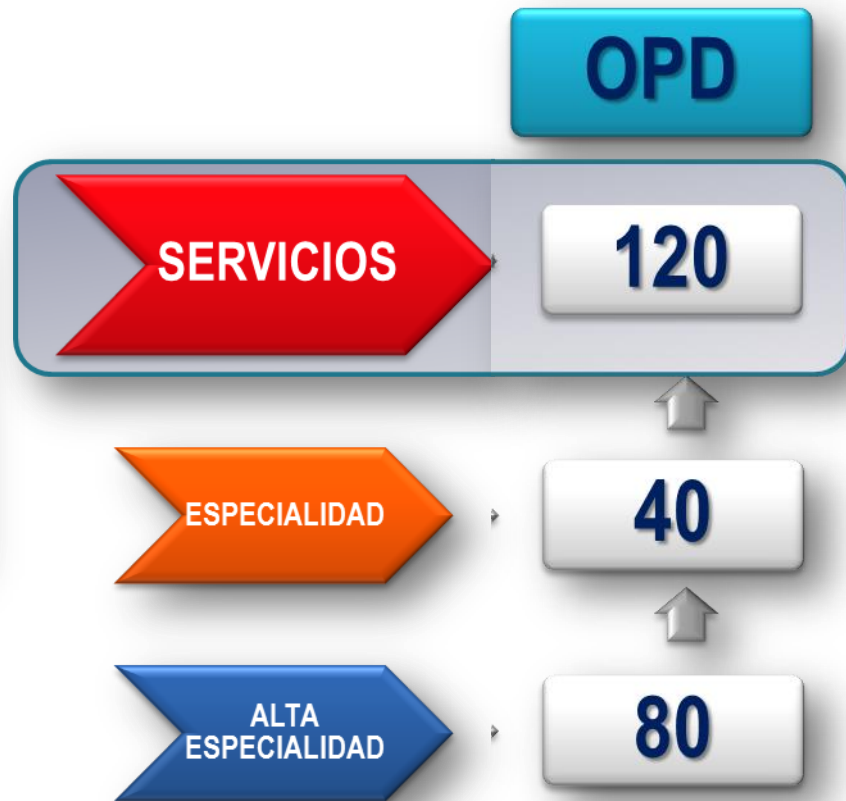 OPD
SERVICIOS
120
ESPECIALIDAD
40
ALTA
ESPECIALIDAD
80